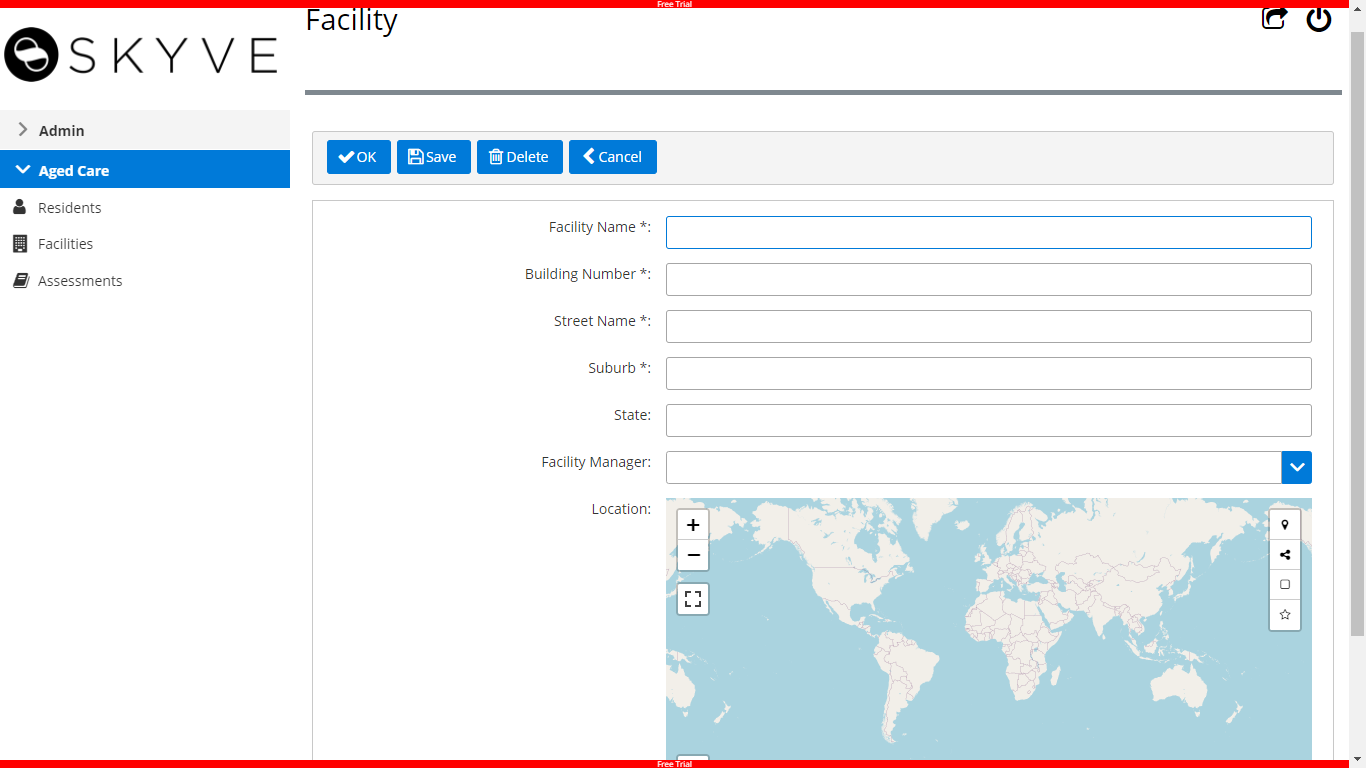 Free Trial
Facility
SKYVE
Admin
Aged Care
Residents
Facilities
Assessments
OK Save Delete Cancel
Facility Name *:
Building Number *:
Street Name *:
Suburb *:
State:
Facility Manager:
Location:
+
−
Free Trial